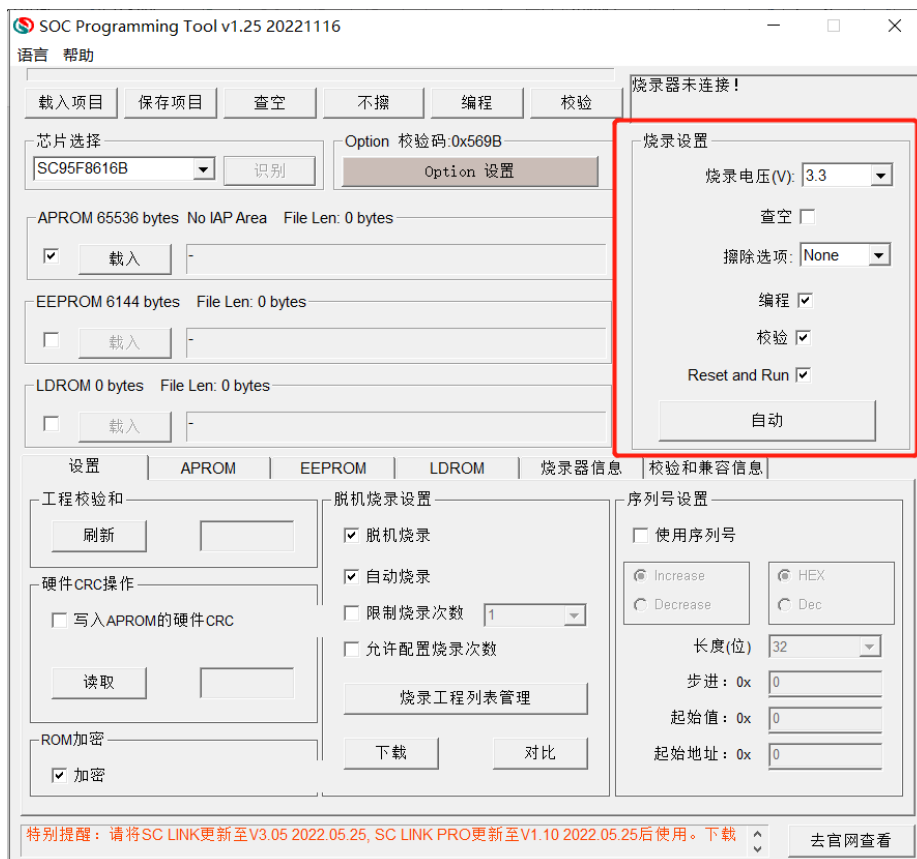 SOC Programming Tool v1.25 20221116
语言 帮助
载入项目 保存项目 查空 不擦 编程 校验
烧录器未连接!
芯片选择
SC95F8616B
识别
Option 校验码:0x569B
Option 设置
APROM 65536 bytes No IAP Area File Len: 0 bytes
载入
-
EEPROM 6144 bytes File Len: 0 bytes
载入
-
LDROM 0 bytes File Len: 0 bytes
载入
-
烧录设置
烧录电压(V): 3.3
查空
擦除选项: None
编程
校验
Reset and Run
自动
设置 APROM EEPROM LDROM 烧录器信息 校验和兼容信息
工程校验和
刷新
硬件CRC操作
写入APROM的硬件CRC
读取
ROM加密
加密
脱机烧录设置
脱机烧录
自动烧录
限制烧录次数 1
允许配置烧录次数
烧录工程列表管理
下载 对比
序列号设置
使用序列号
Increase HEX
Decrease Dec
长度(位) 32
步进：0x 0
起始值：0x 0
起始地址：0x 0
特别提醒：请将SC LINK更新至V3.05 2022.05.25, SC LINK PRO更新至V1.10 2022.05.25后使用。下载
去官网查看